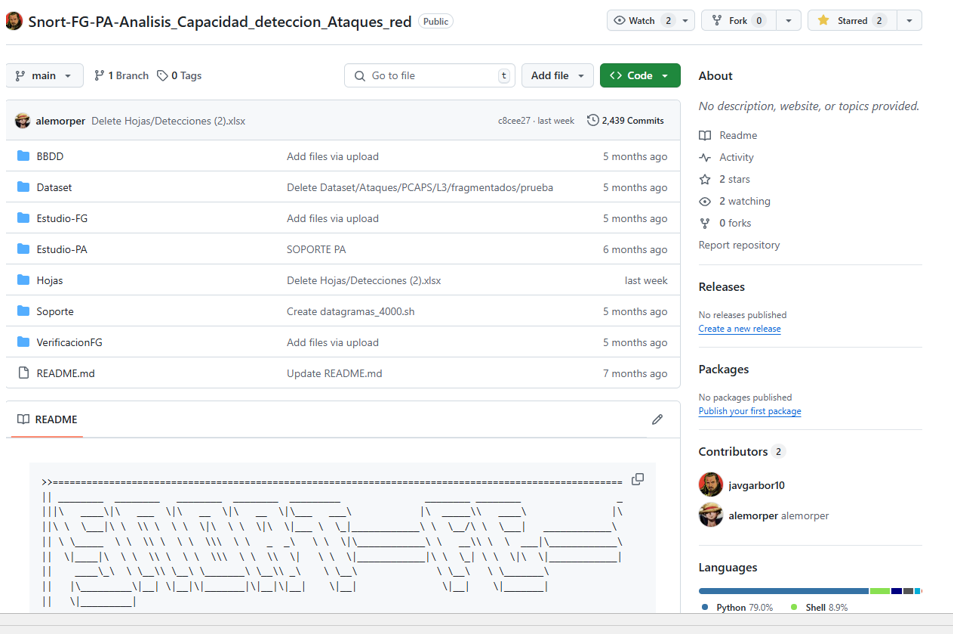 Snort-FG-PA-Analisis_Capacidad_deteccion_Ataques_red Public
Watch 2 Fork 0 Starred 2
main 1 Branch 0 Tags Go to file t Add file Code
alemorper Delete Hojas/Detecciones (2).xlsx c8cee27 · last week 2,439 Commits
BBDD Add files via upload 5 months ago
Dataset Delete Dataset/Ataques/PCAPS/L3/fragmentados/prueba 5 months ago
Estudio-FG Add files via upload 5 months ago
Estudio-PA SOPORTE PA 6 months ago
Hojas Delete Hojas/Detecciones (2).xlsx last week
Soporte Create datagramas_4000.sh 5 months ago
VerificacionFG Add files via upload 5 months ago
README.md Update README.md 7 months ago
README
About
No description, website, or topics provided.
Readme
Activity
2 stars
2 watching
0 forks
Report repository
Releases
No releases published
Create a new release
Packages
No packages published
Publish your first package
Contributors 2
javgarbor10
alemorper alemorper
Languages
Python 79.0% Shell 8.9%